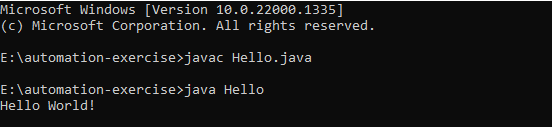 Microsoft Windows [Version 10.0.22000.1335]
(c) Microsoft Corporation. All rights reserved.
E:\automation-exercise>javac Hello.java
E:\automation-exercise>java Hello
Hello World!